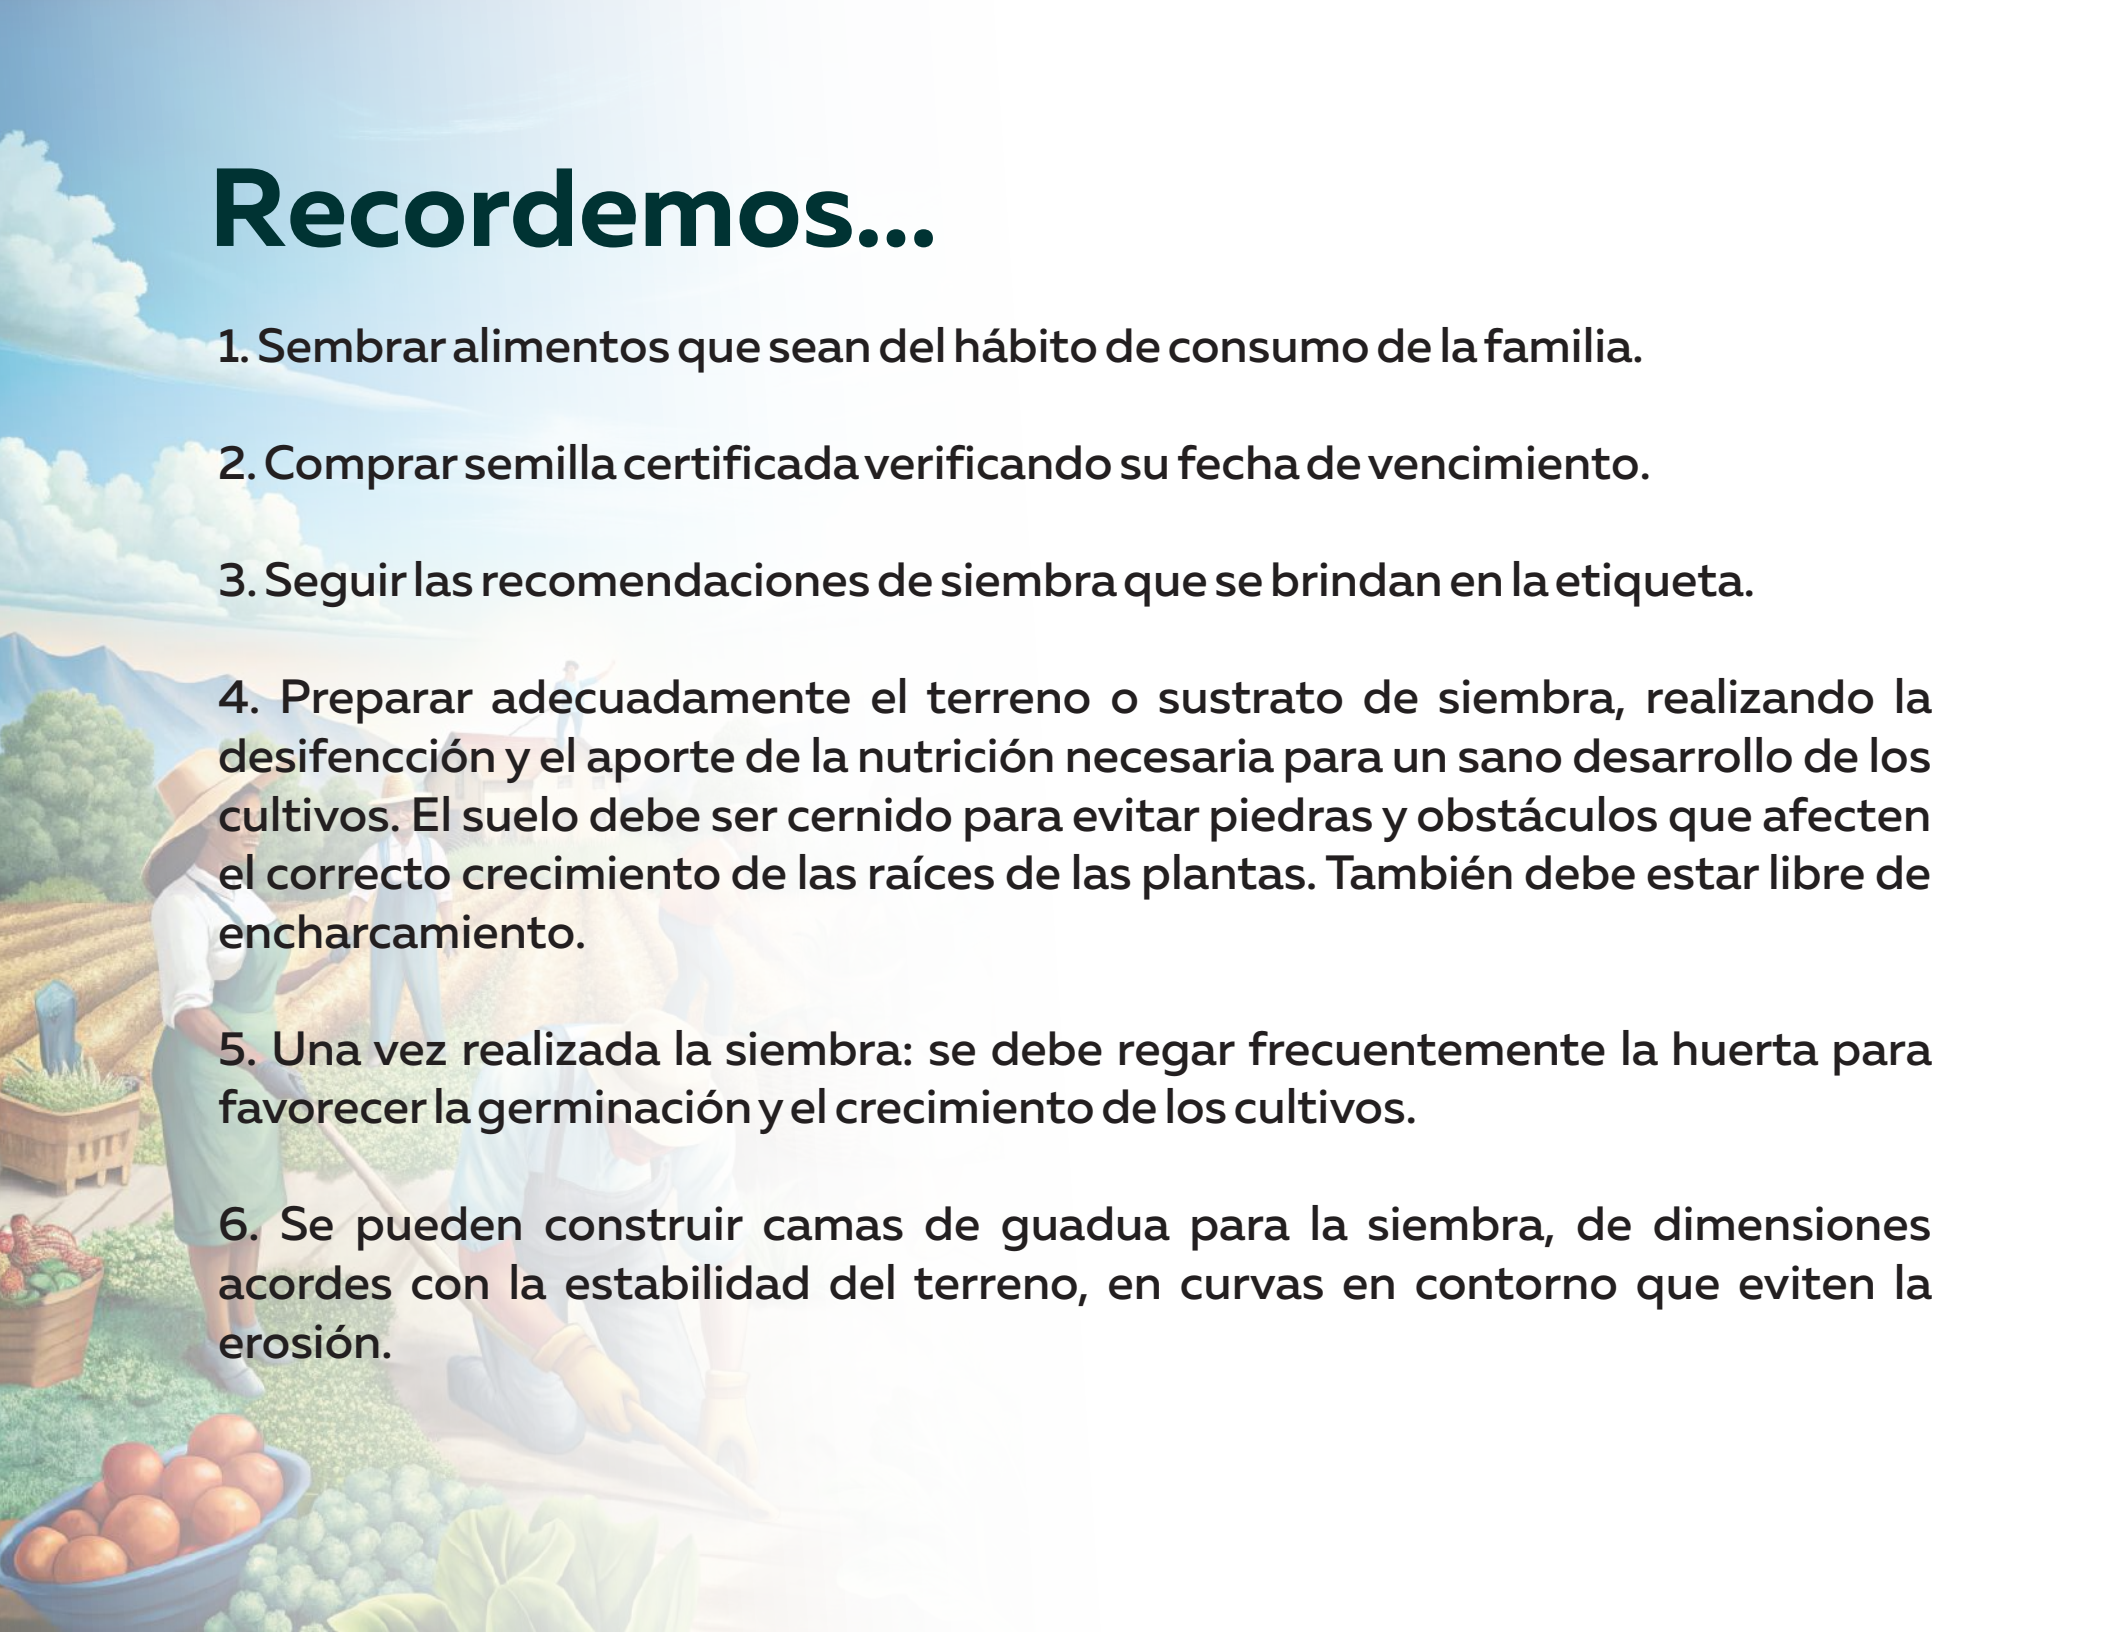 Recordemos...
1. Sembrar alimentos que sean del hábito de consumo de la familia.
2. Comprar semilla certificada verificando su fecha de vencimiento.
3. Seguir las recomendaciones de siembra que se brindan en la etiqueta.
4. Preparar adecuadamente el terreno o sustrato de siembra, realizando la
desifencción y el aporte de la nutrición necesaria para un sano desarrollo de los
cultivos. El suelo debe ser cernido para evitar piedras y obstáculos que afecten
el correcto crecimiento de las raíces de las plantas. También debe estar libre de
encharcamiento.
5. Una vez realizada la siembra: se debe regar frecuentemente la huerta para
favorecer la germinación y el crecimiento de los cultivos.
6. Se pueden construir camas de guadua para la siembra, de dimensiones
acordes con la estabilidad del terreno, en curvas en contorno que eviten la
erosión.